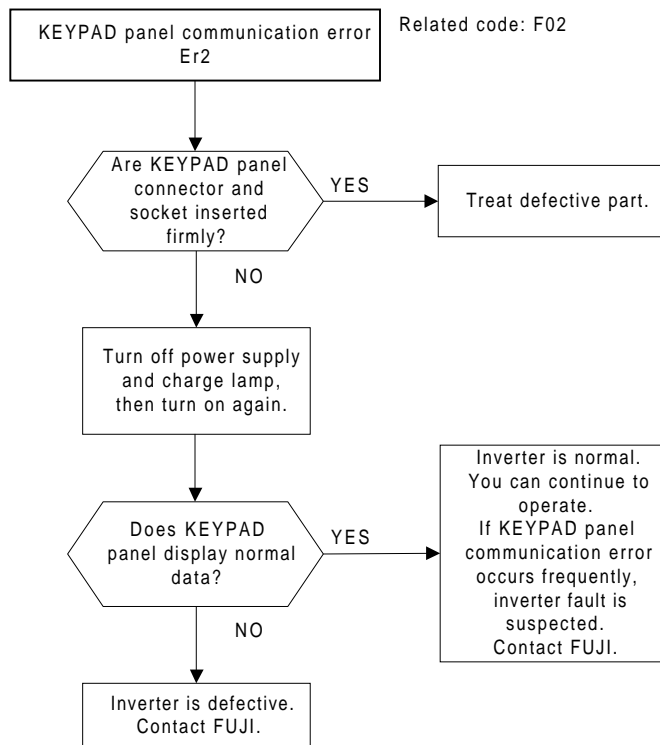 KEYPAD panel communication error
Er2
Related code: F02
Are KEYPAD panel
connector and
socket inserted
firmly?
YES
Treat defective part.
NO
Turn off power supply
and charge lamp,
then turn on again.
Does KEYPAD
panel display normal
data?
YES
Inverter is normal.
You can continue to
operate.
If KEYPAD panel
communication error
occurs frequently,
inverter fault is
suspected.
Contact FUJI.
NO
Inverter is defective.
Contact FUJI.